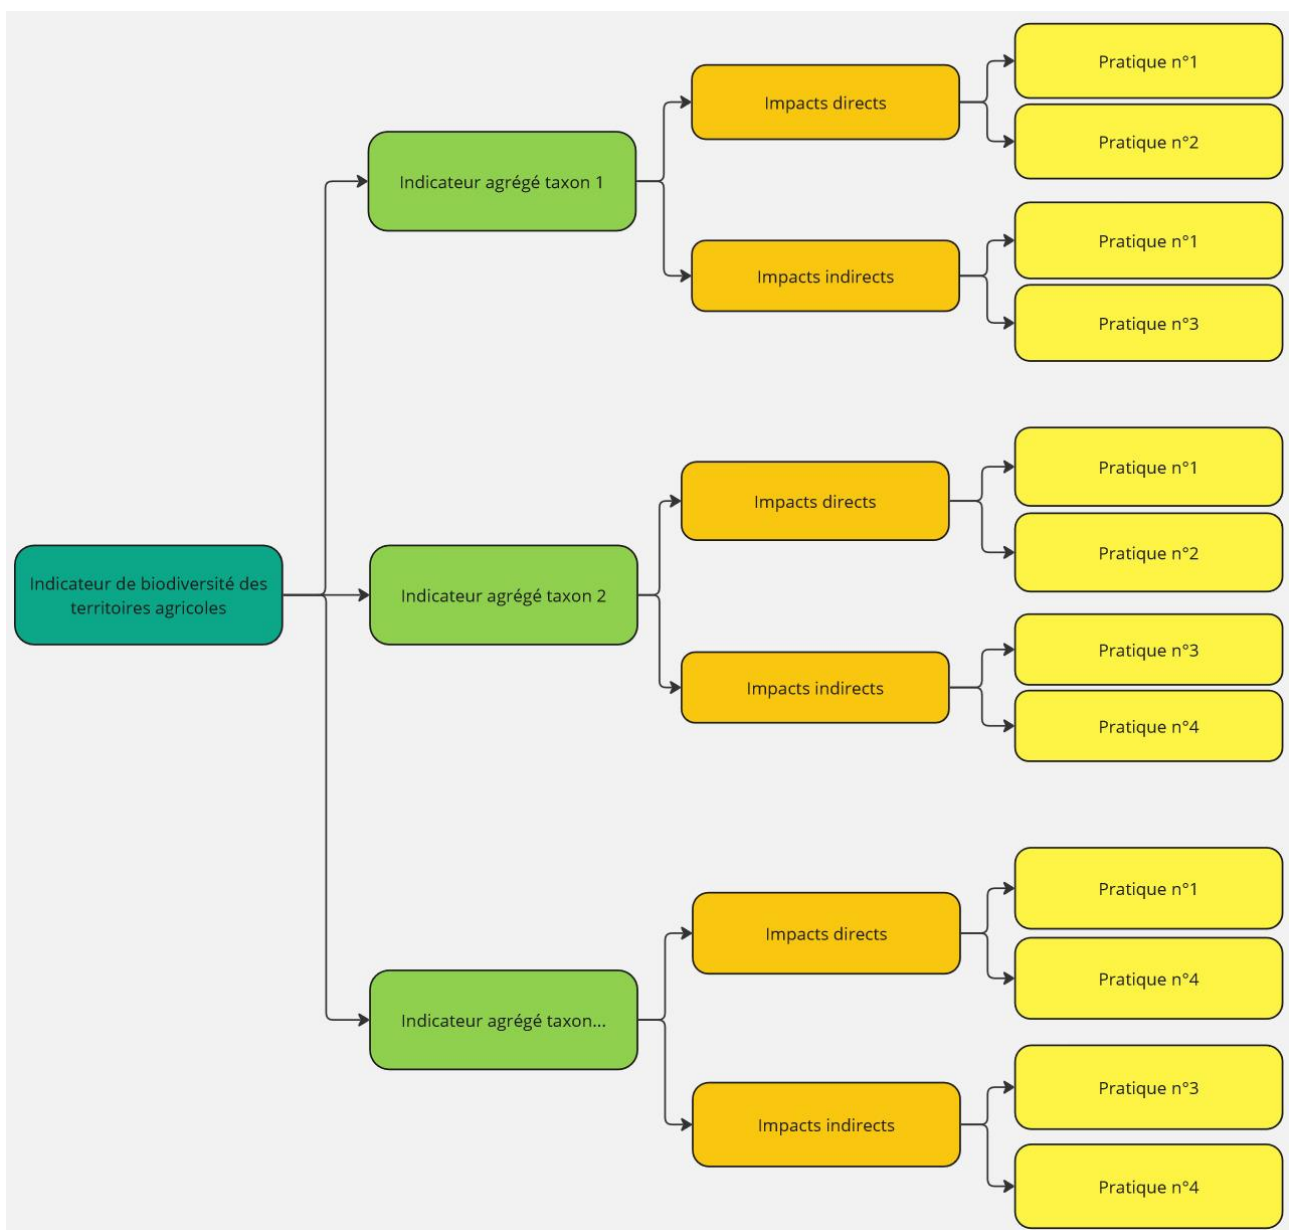 Indicateur de biodiversité des
territoires agricoles
Indicateur agrégé taxon 1
Impacts directs
Pratique n°1
Pratique n°2
Impacts indirects
Pratique n°1
Pratique n°3
Indicateur agrégé taxon 2
Impacts directs
Pratique n°1
Pratique n°2
Impacts indirects
Pratique n°3
Pratique n°4
Indicateur agrégé taxon...
Impacts directs
Pratique n°1
Pratique n°4
Impacts indirects
Pratique n°3
Pratique n°4